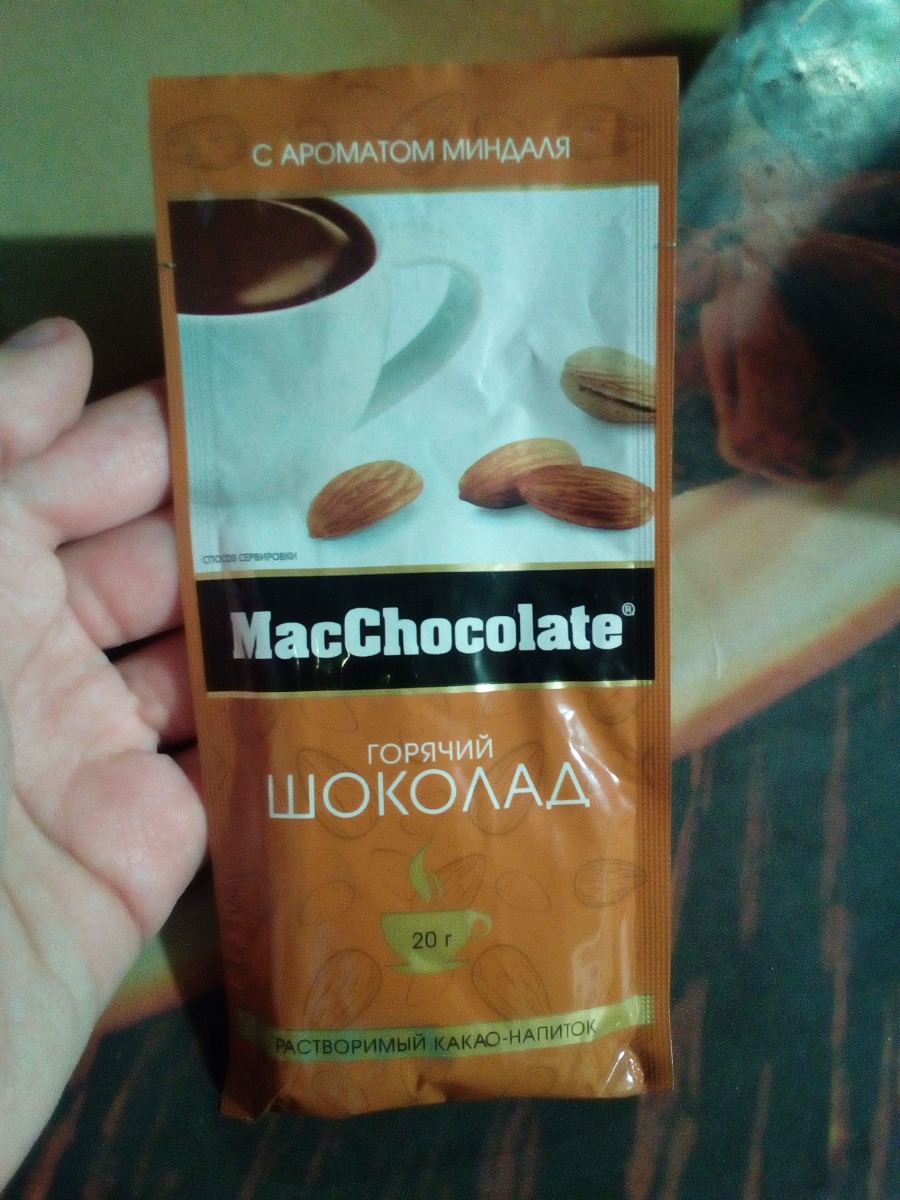 С АРОМАТОМ МИНДАЛЯ
СПОСОБ СЕРВИРОВКИ
MacChocolate®
ГОРЯЧИЙ
ШОКОЛАД
20 г
РАСТВОРИМЫЙ КАКАО-НАПИТОК